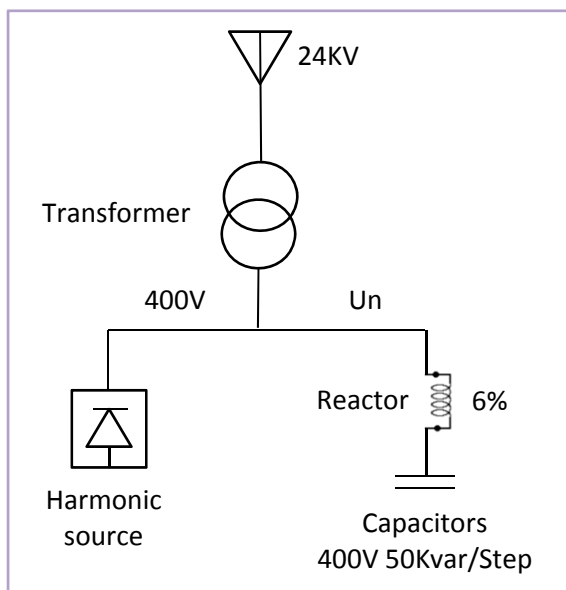 24KV
Transformer
400V Un
Reactor 6%
Harmonic
source
Capacitors
400V 50Kvar/Step